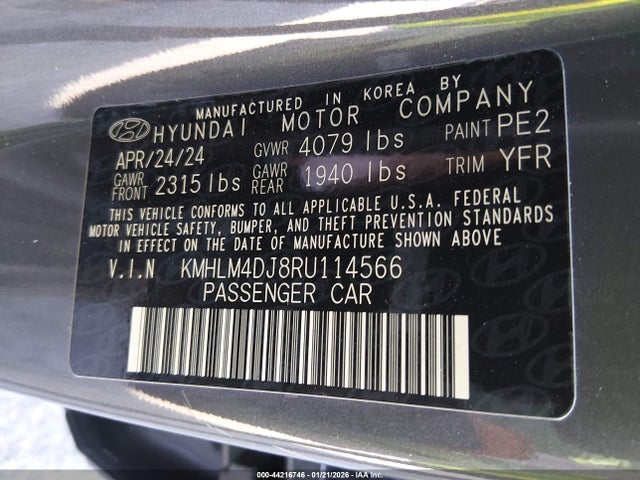 MANUFACTURED IN KOREA BY
HYUNDAI MOTOR COMPANY
APR/24/24 GVWR 4079 lbs PAINT PE2
GAWR FRONT 2315 lbs GAWR REAR 1940 lbs TRIM YFR
THIS VEHICLE CONFORMS TO ALL APPLICABLE U.S.A. FEDERAL
MOTOR VEHICLE SAFETY, BUMPER, AND THEFT PREVENTION STANDARDS
IN EFFECT ON THE DATE OF MANUFACTURE SHOWN ABOVE.
V.I.N KMHLM4DJ8RU114566
PASSENGER CAR
000-44216746 - 01/21/2026 - IAA Inc.